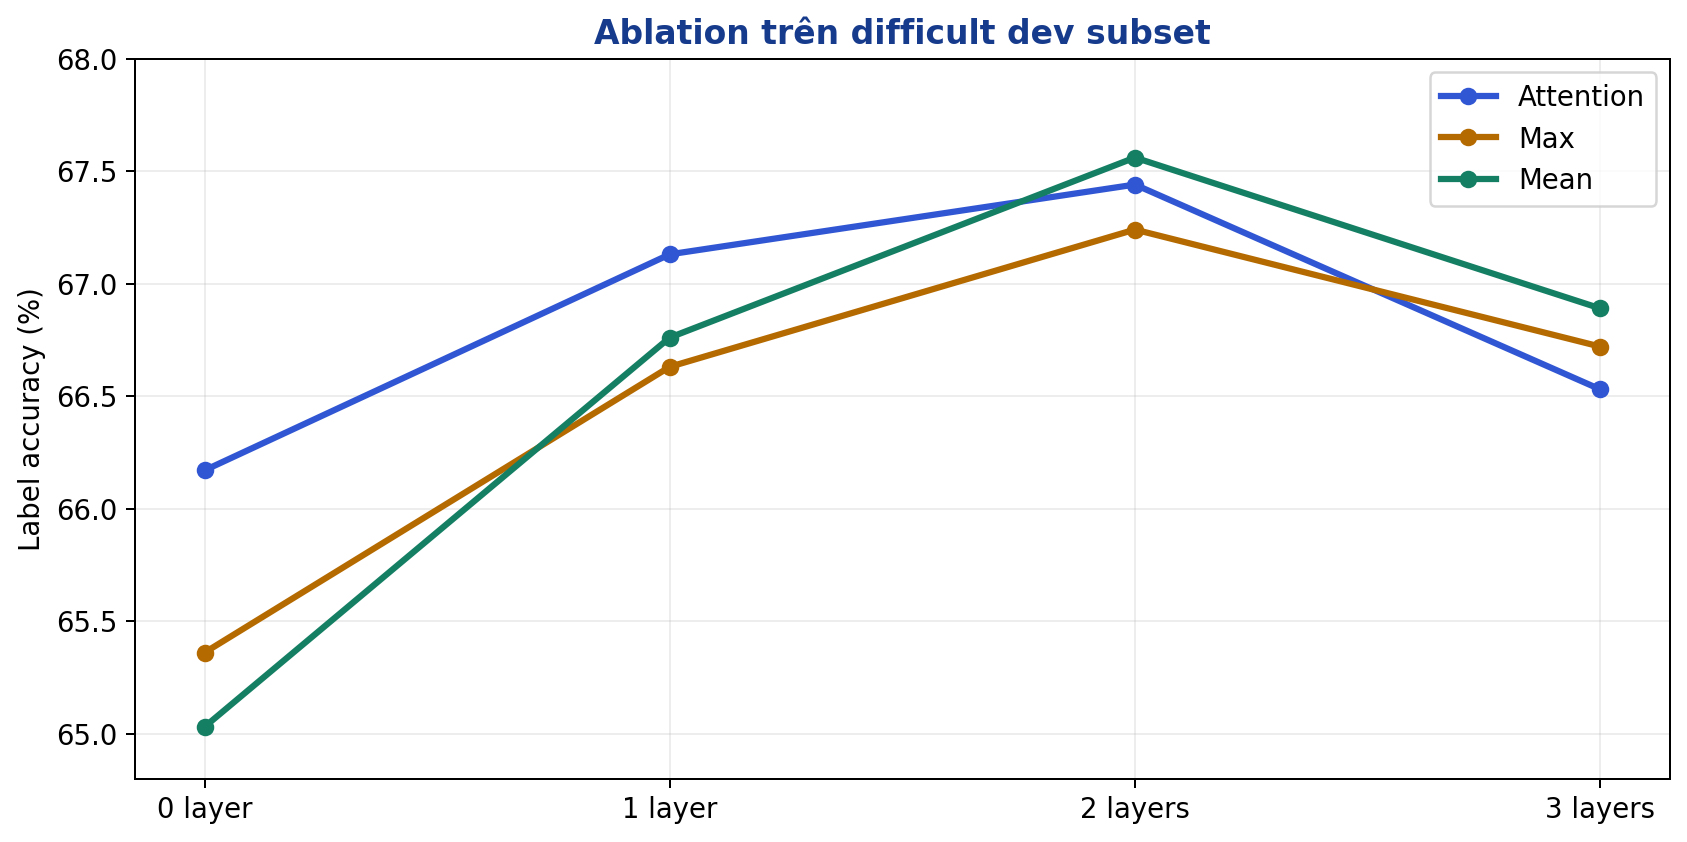 Ablation trên difficult dev subset
68.0
67.5
67.0
66.5
66.0
65.5
65.0
Label accuracy (%)
Attention
Max
Mean
0 layer
1 layer
2 layers
3 layers